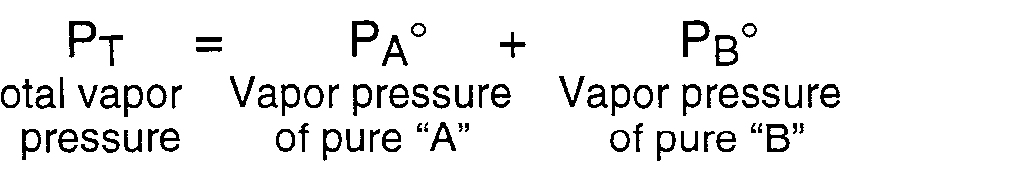 PT = PA° + PB°
otal vapor Vapor pressure Vapor pressure
pressure of pure “A” of pure “B”